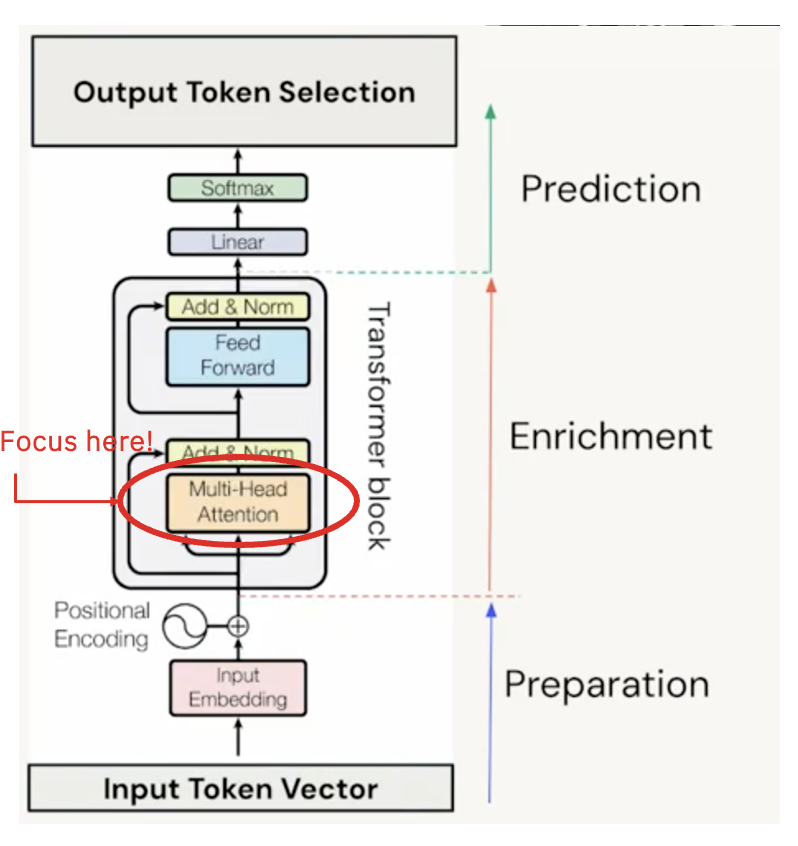 Output Token Selection
Softmax
Linear
Prediction
Add & Norm
Feed
Forward
Transformer block
Enrichment
Focus here!
Add & Norm
Multi-Head
Attention
Positional
Encoding
Input
Embedding
Preparation
Input Token Vector